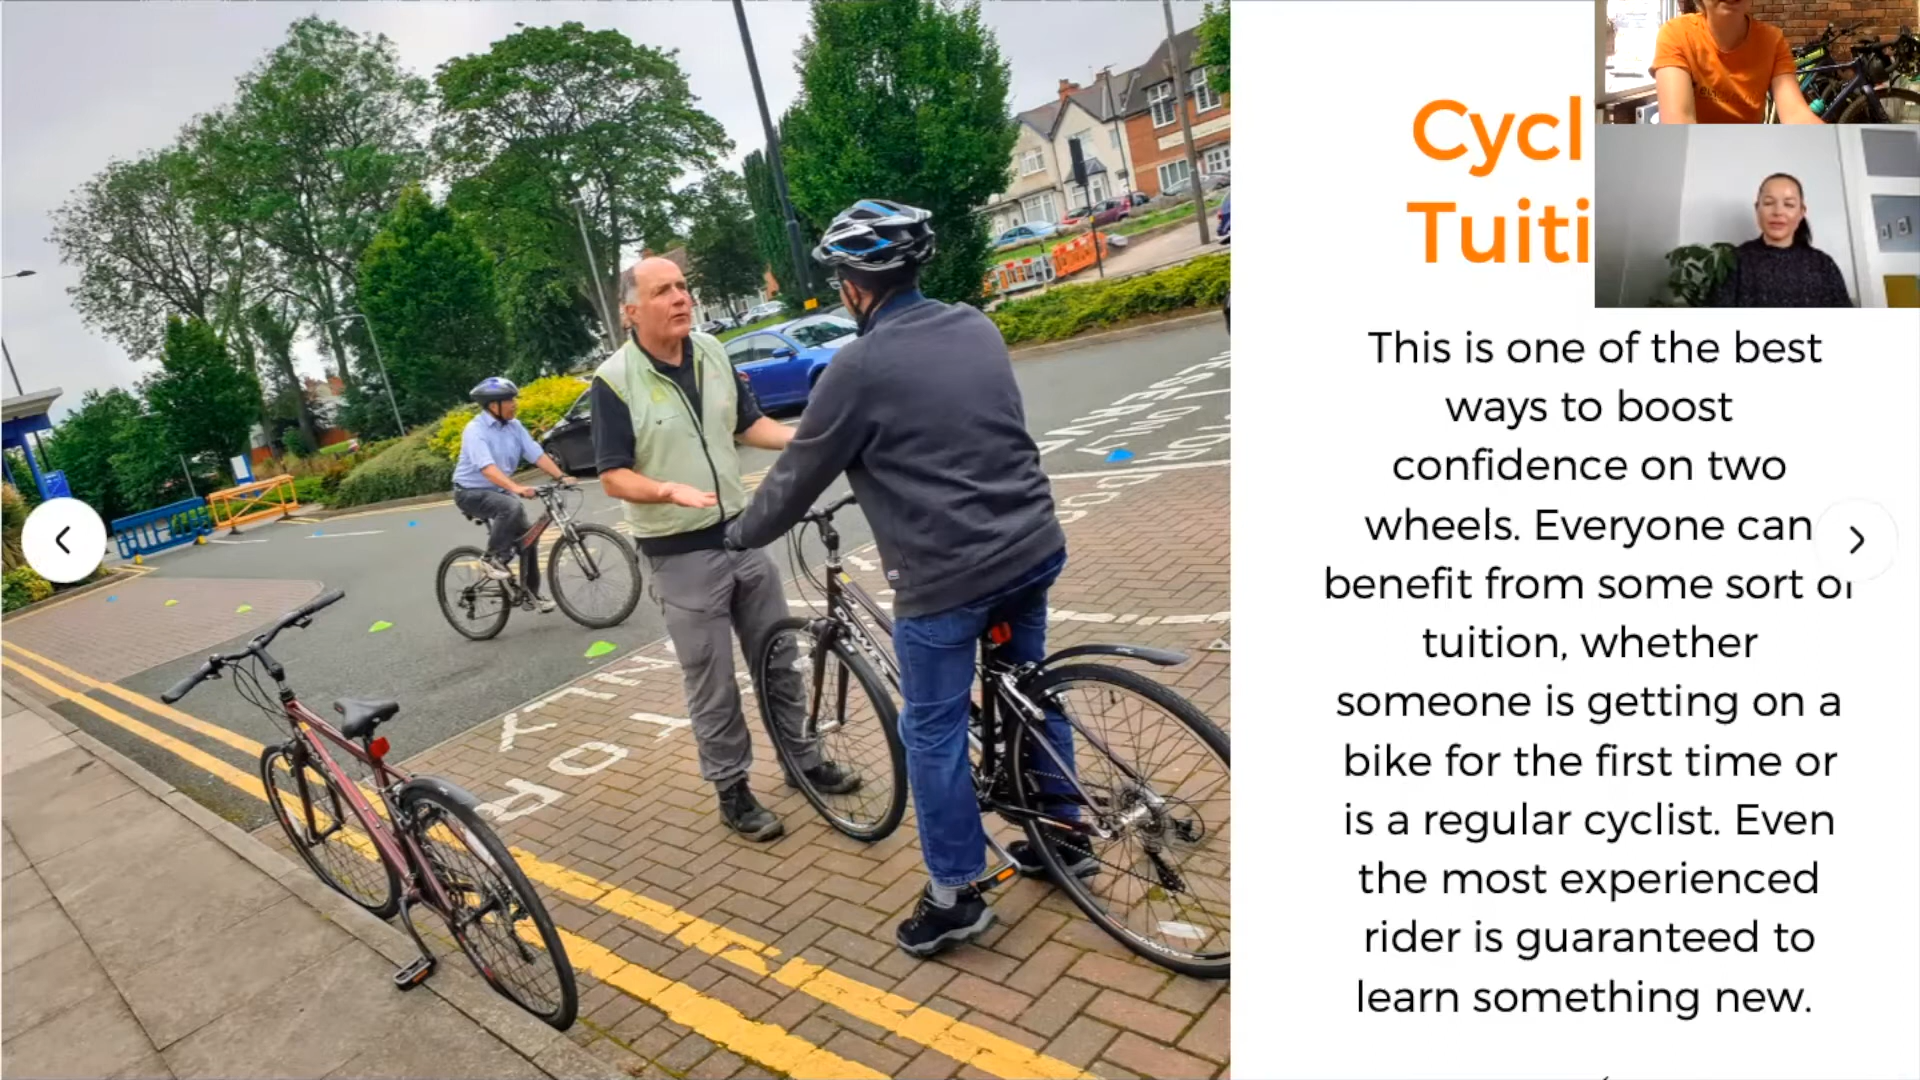 Cycl
Tuiti
This is one of the best
ways to boost
confidence on two
wheels. Everyone can
benefit from some sort of
tuition, whether
someone is getting on a
bike for the first time or
is a regular cyclist. Even
the most experienced
rider is guaranteed to
learn something new.